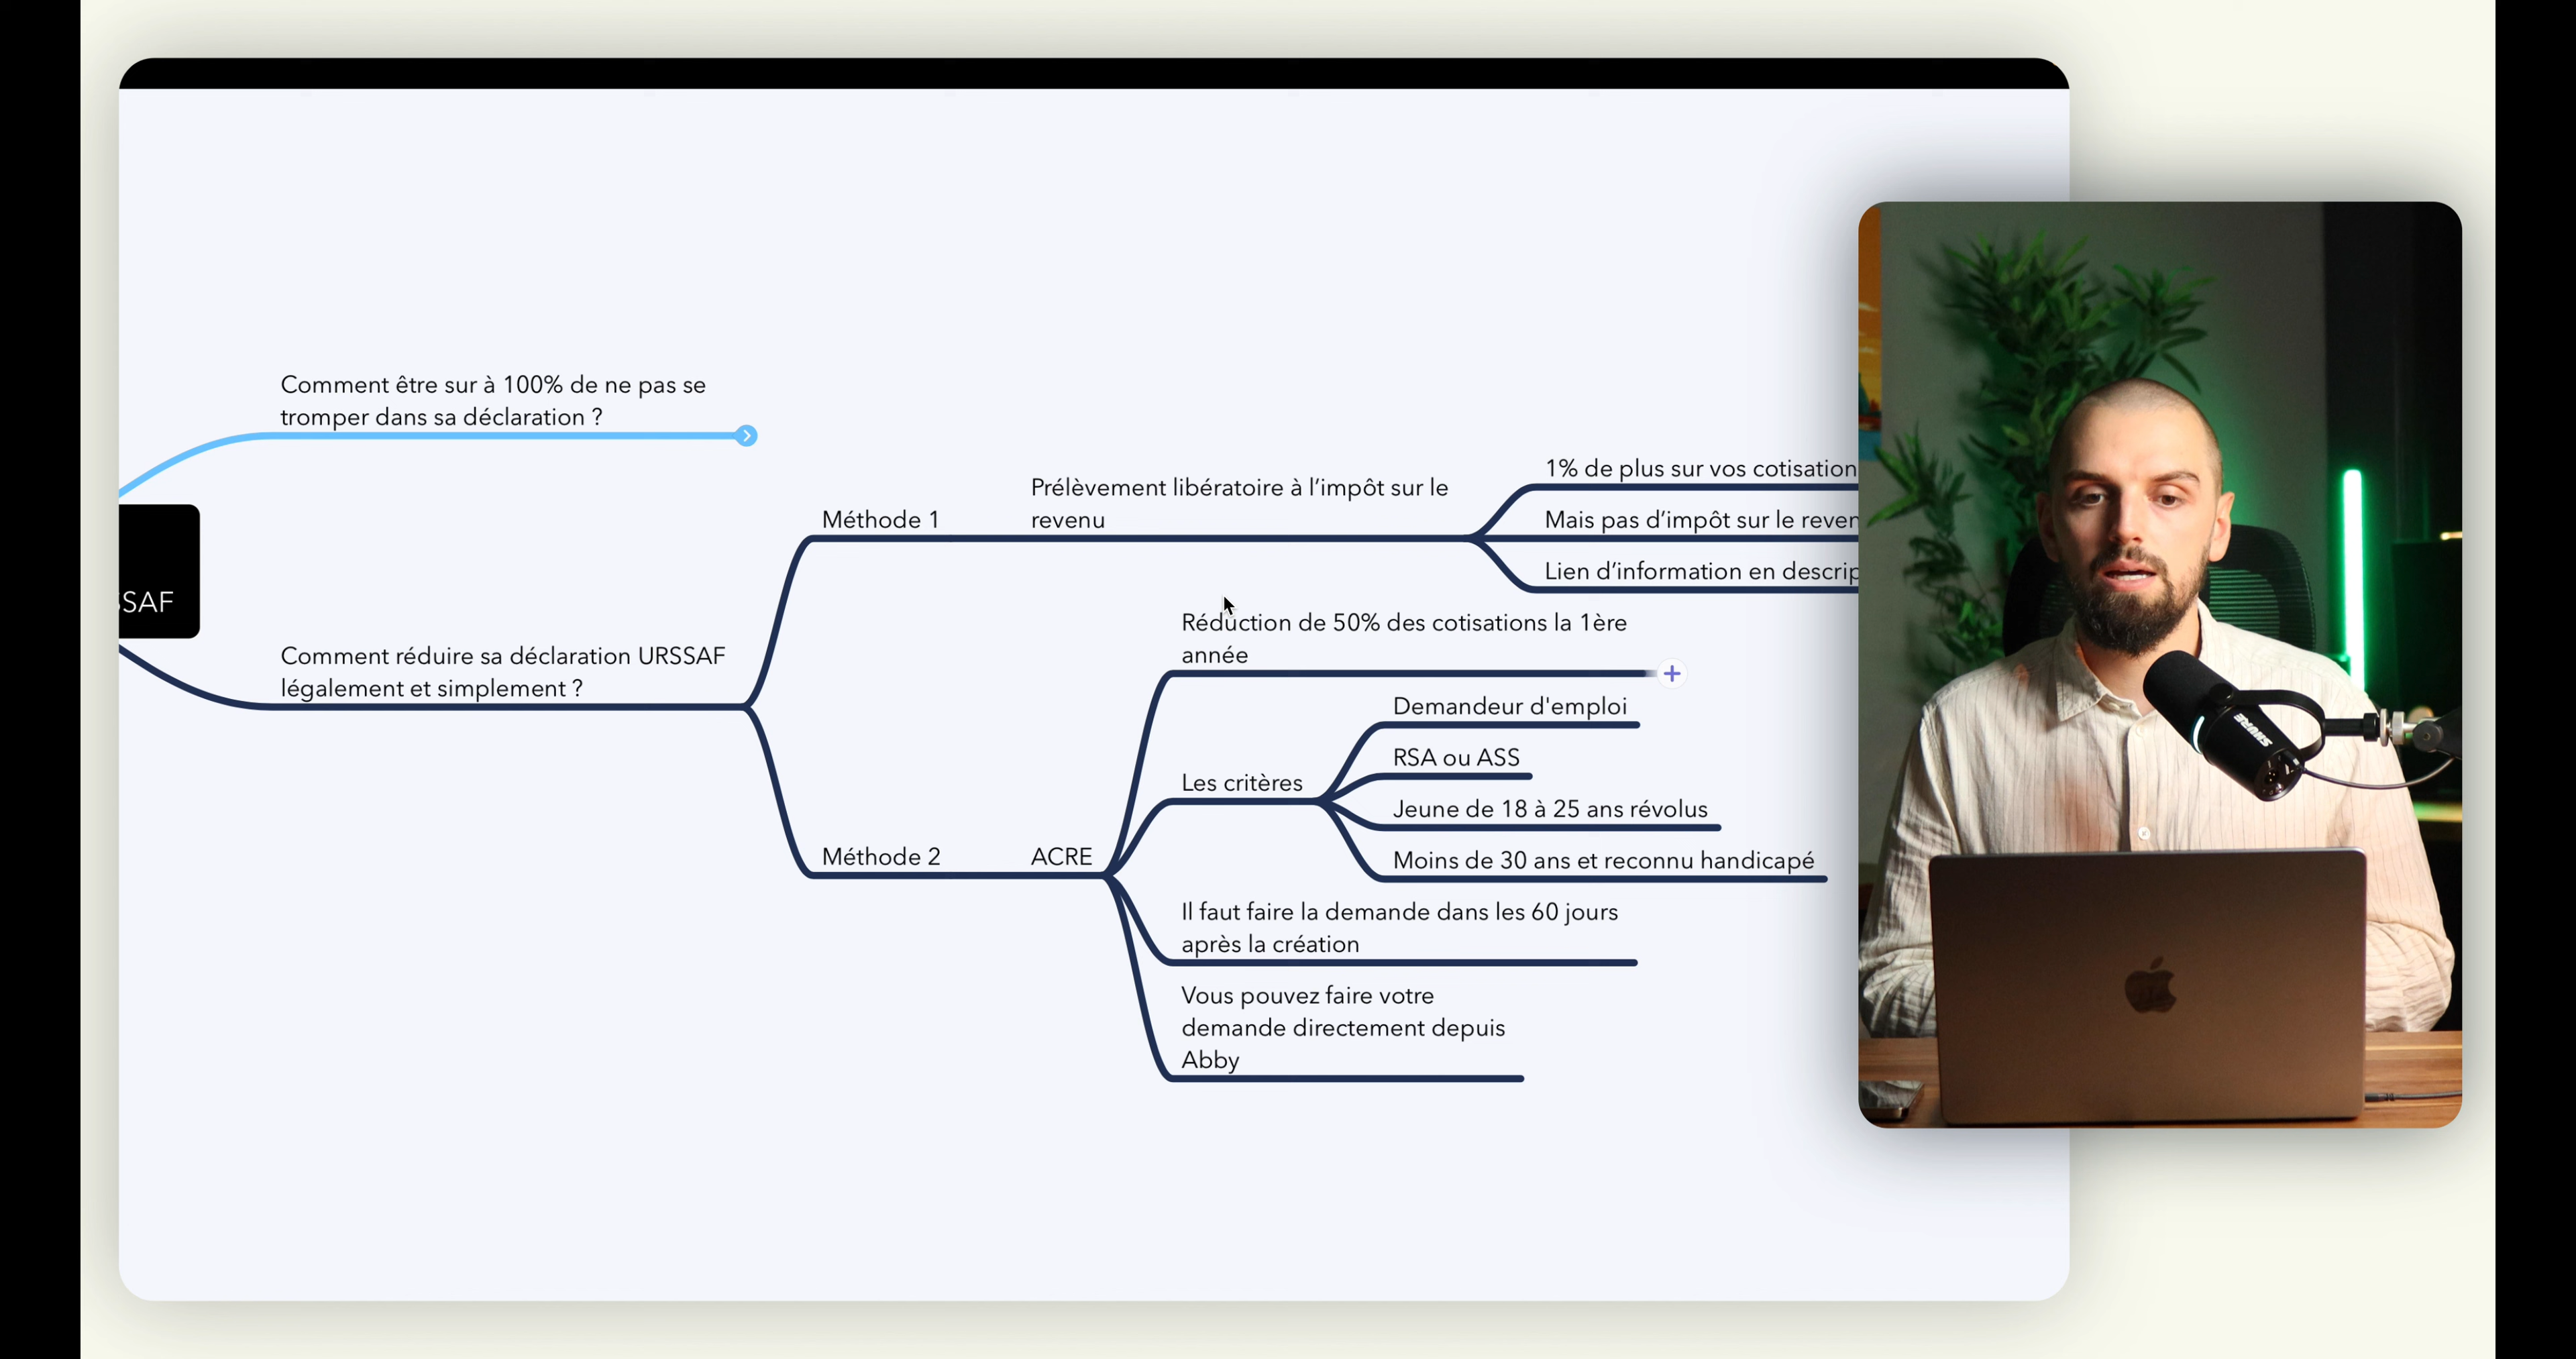 Comment être sur à 100% de ne pas se
tromper dans sa déclaration ?
SSAF
Comment réduire sa déclaration URSSAF
légalement et simplement ?
Méthode 1
Prélèvement libératoire à l’impôt sur le
revenu
1% de plus sur vos cotisation
Mais pas d’impôt sur le reven
Lien d’information en descrip
Méthode 2
ACRE
Réduction de 50% des cotisations la 1ère
année
Les critères
Demandeur d'emploi
RSA ou ASS
Jeune de 18 à 25 ans révolus
Moins de 30 ans et reconnu handicapé
Il faut faire la demande dans les 60 jours
après la création
Vous pouvez faire votre
demande directement depuis
Abby
SHURE